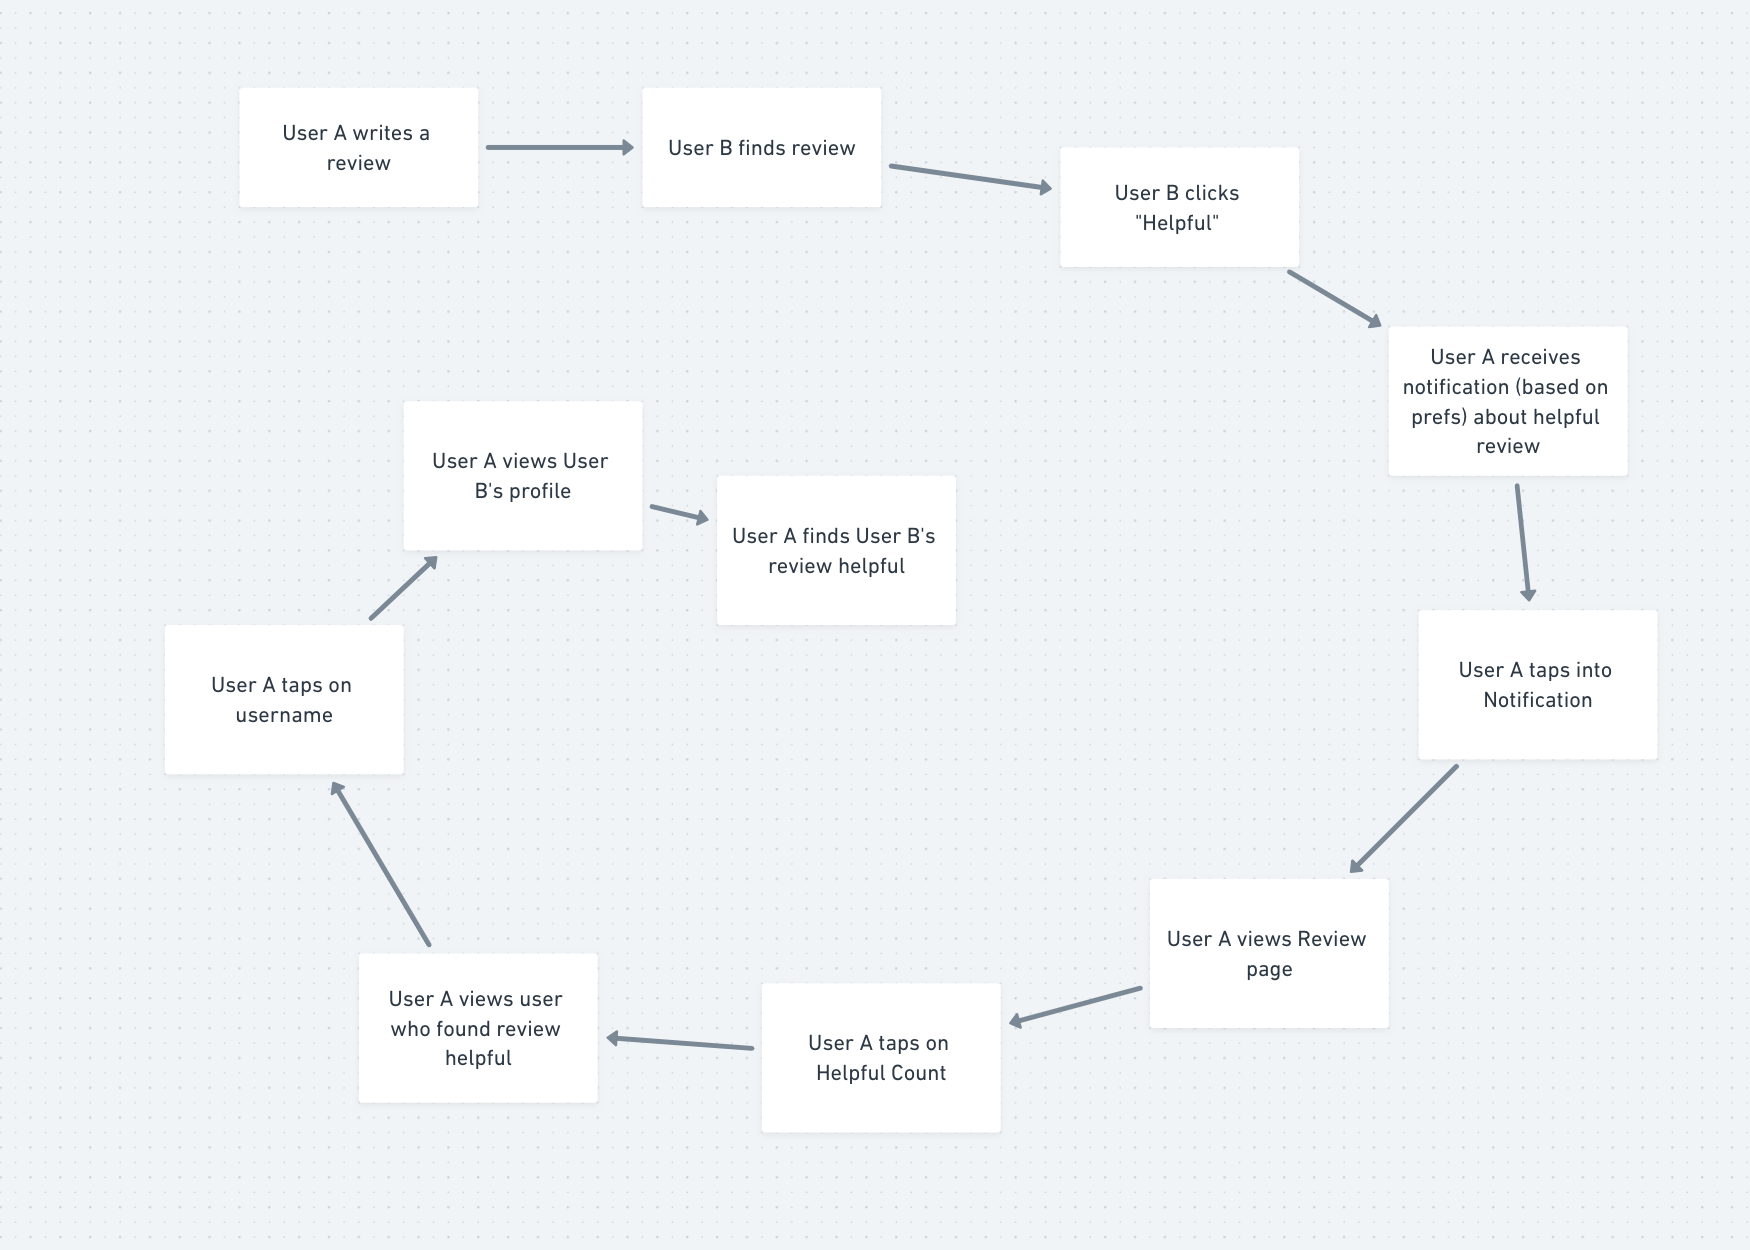 User A writes a
review
User B finds review
User B clicks
"Helpful"
User A receives
notification (based on
prefs) about helpful
review
User A taps into
Notification
User A views Review
page
User A taps on
Helpful Count
User A views user
who found review
helpful
User A taps on
username
User A views User
B's profile
User A finds User B's
review helpful